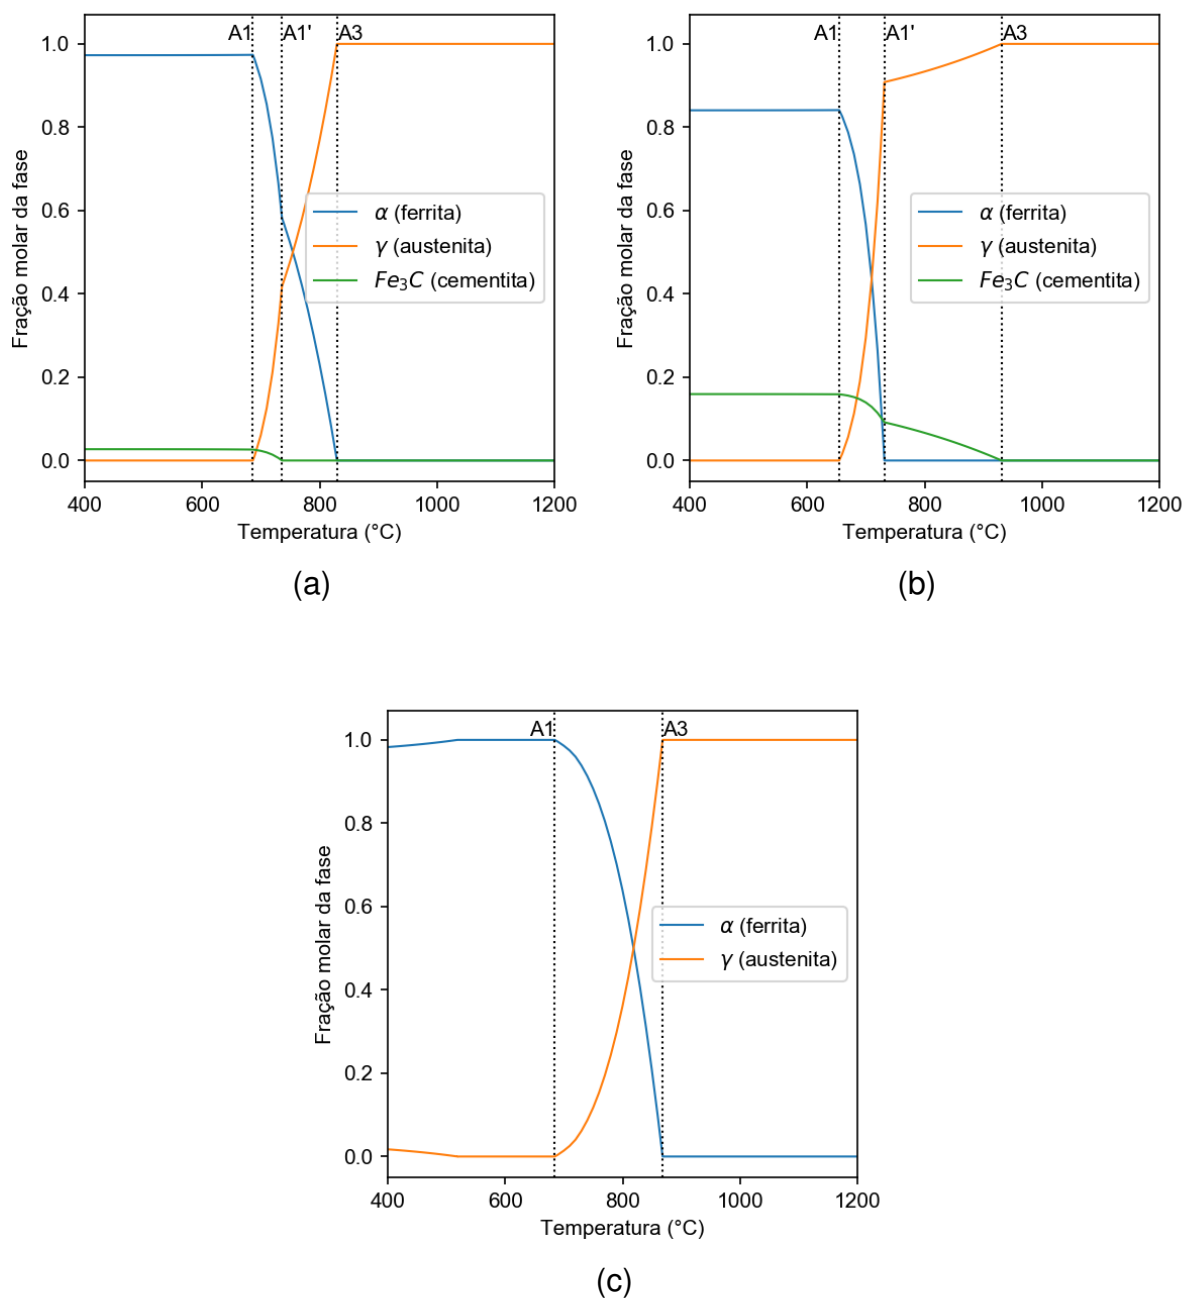 A1 A1' A3
1.0
0.8
0.6
0.4
0.2
0.0
Fração molar da fase
α (ferrita)
γ (austenita)
Fe₃C (cementita)
400 600 800 1000 1200
Temperatura (°C)
(a)
A1 A1' A3
1.0
0.8
0.6
0.4
0.2
0.0
Fração molar da fase
α (ferrita)
γ (austenita)
Fe₃C (cementita)
400 600 800 1000 1200
Temperatura (°C)
(b)
A1 A3
1.0
0.8
0.6
0.4
0.2
0.0
Fração molar da fase
α (ferrita)
γ (austenita)
400 600 800 1000 1200
Temperatura (°C)
(c)